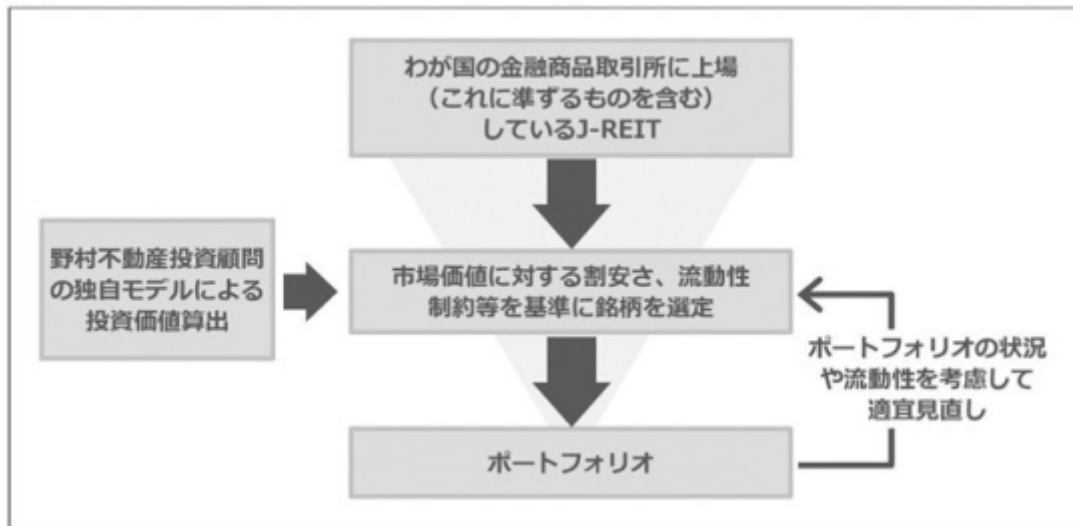 わが国の金融商品取引所に上場
（これに準ずるものを含む）
しているJ-REIT
野村不動産投資顧問
の独自モデルによる
投資価値算出
市場価値に対する割安さ、流動性
制約等を基準に銘柄を選定
ポートフォリオの状況
や流動性を考慮して
適宜見直し
ポートフォリオ